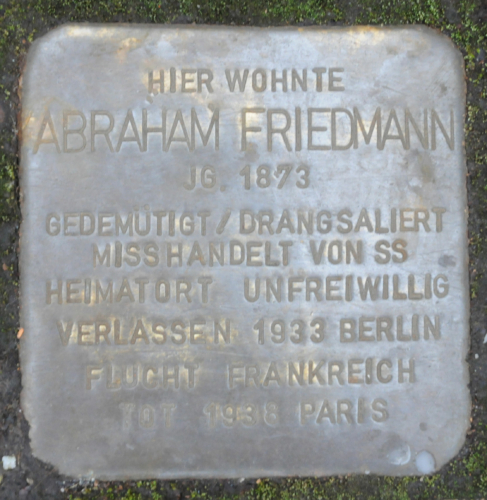 HIER WOHNTE
ABRAHAM FRIEDMANN
JG. 1873
GEDEMÜTIGT / DRANGSALIERT
MISSHANDELT VON SS
HEIMATORT UNFREIWILLIG
VERLASSEN 1933 BERLIN
FLUCHT FRANKREICH
TOT 1938 PARIS